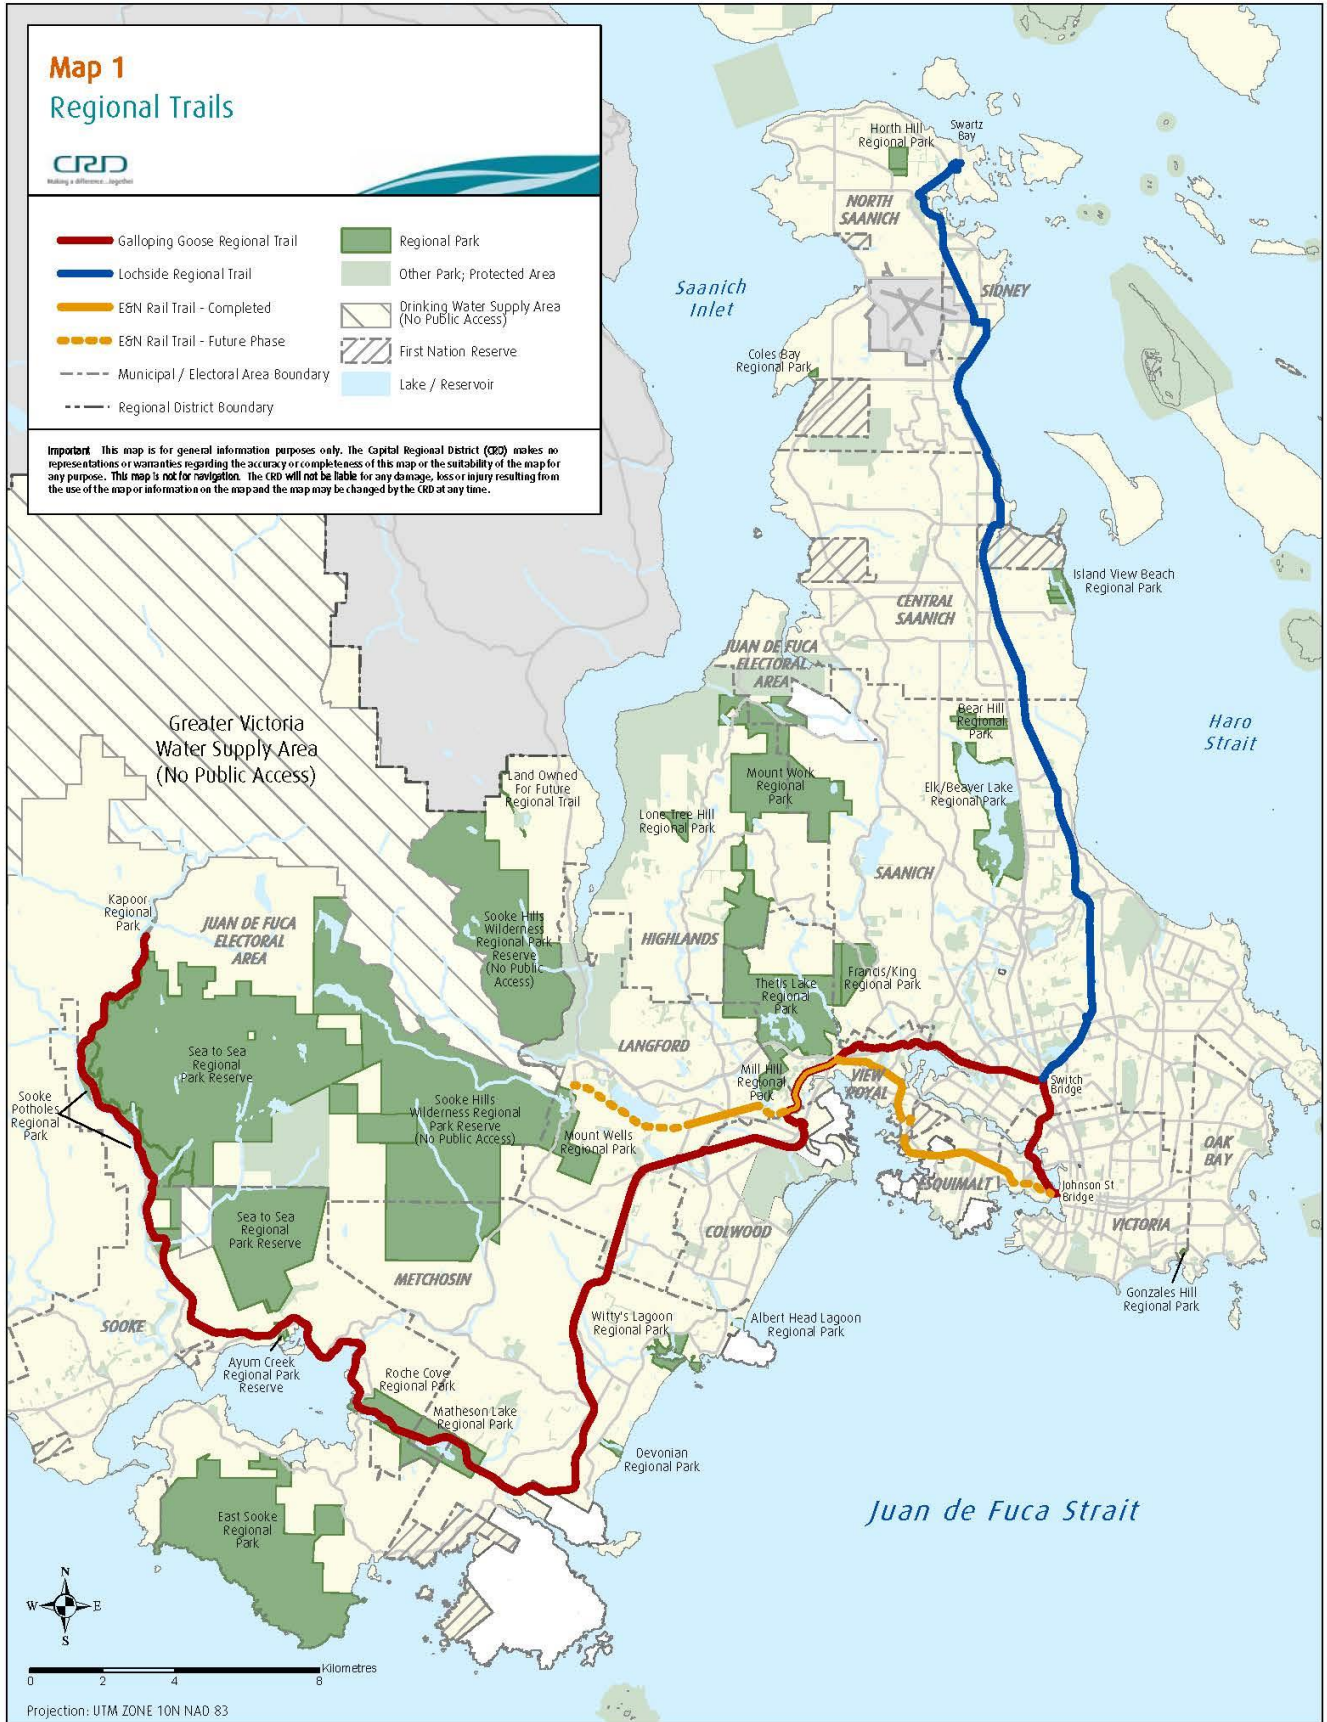 Map 1
Regional Trails
CRD
Making a difference...together
Galloping Goose Regional Trail
Lochside Regional Trail
E&N Rail Trail - Completed
E&N Rail Trail - Future Phase
Municipal / Electoral Area Boundary
Regional District Boundary
Regional Park
Other Park; Protected Area
Drinking Water Supply Area
(No Public Access)
First Nation Reserve
Lake / Reservoir
Important This map is for general information purposes only. The Capital Regional District (CRD) makes no
representations or warranties regarding the accuracy or completeness of this map or the suitability of the map for
any purpose. This map is not for navigation. The CRD will not be liable for any damage, loss or injury resulting from
the use of the map or information on the map and the map may be changed by the CRD at any time.
Horth Hill
Regional Park
Swartz
Bay
NORTH
SAANICH
Saanich
Inlet
SIDNEY
Coles Bay
Regional Park
Island View Beach
Regional Park
CENTRAL
SAANICH
JUAN DE FUCA
ELECTORAL
AREA
Greater Victoria
Water Supply Area
(No Public Access)
Bear Hill
Regional
Park
Haro
Strait
Land Owned
For Future
Regional Trail
Mount Work
Regional
Park
Elk/Beaver Lake
Regional Park
Lone Tree Hill
Regional Park
SAANICH
Kapoor
Regional
Park
JUAN DE FUCA
ELECTORAL
AREA
Sooke Hills
Wilderness
Regional Park
Reserve
(No Public
Access)
HIGHLANDS
Thetis Lake
Regional
Park
Francis/King
Regional Park
LANGFORD
Sea to Sea
Regional
Park Reserve
Mill Hill
Regional
Park
VIEW
ROYAL
Switch
Bridge
Sooke
Potholes
Regional
Park
Sooke Hills
Wilderness Regional
Park Reserve
(No Public Access)
Mount Wells
Regional Park
OAK
BAY
ESQUIMALT
Johnson St
Bridge
Sea to Sea
Regional
Park Reserve
COLWOOD
VICTORIA
METCHOSIN
Gonzales Hill
Regional Park
SOOKE
Witty's Lagoon
Regional Park
Albert Head Lagoon
Regional Park
Ayum Creek
Regional Park
Reserve
Roche Cove
Regional Park
Matheson Lake
Regional Park
Devonian
Regional Park
East Sooke
Regional
Park
Juan de Fuca Strait
N
W
E
S
Kilometres
0 2 4 8
Projection: UTM ZONE 10N NAD 83